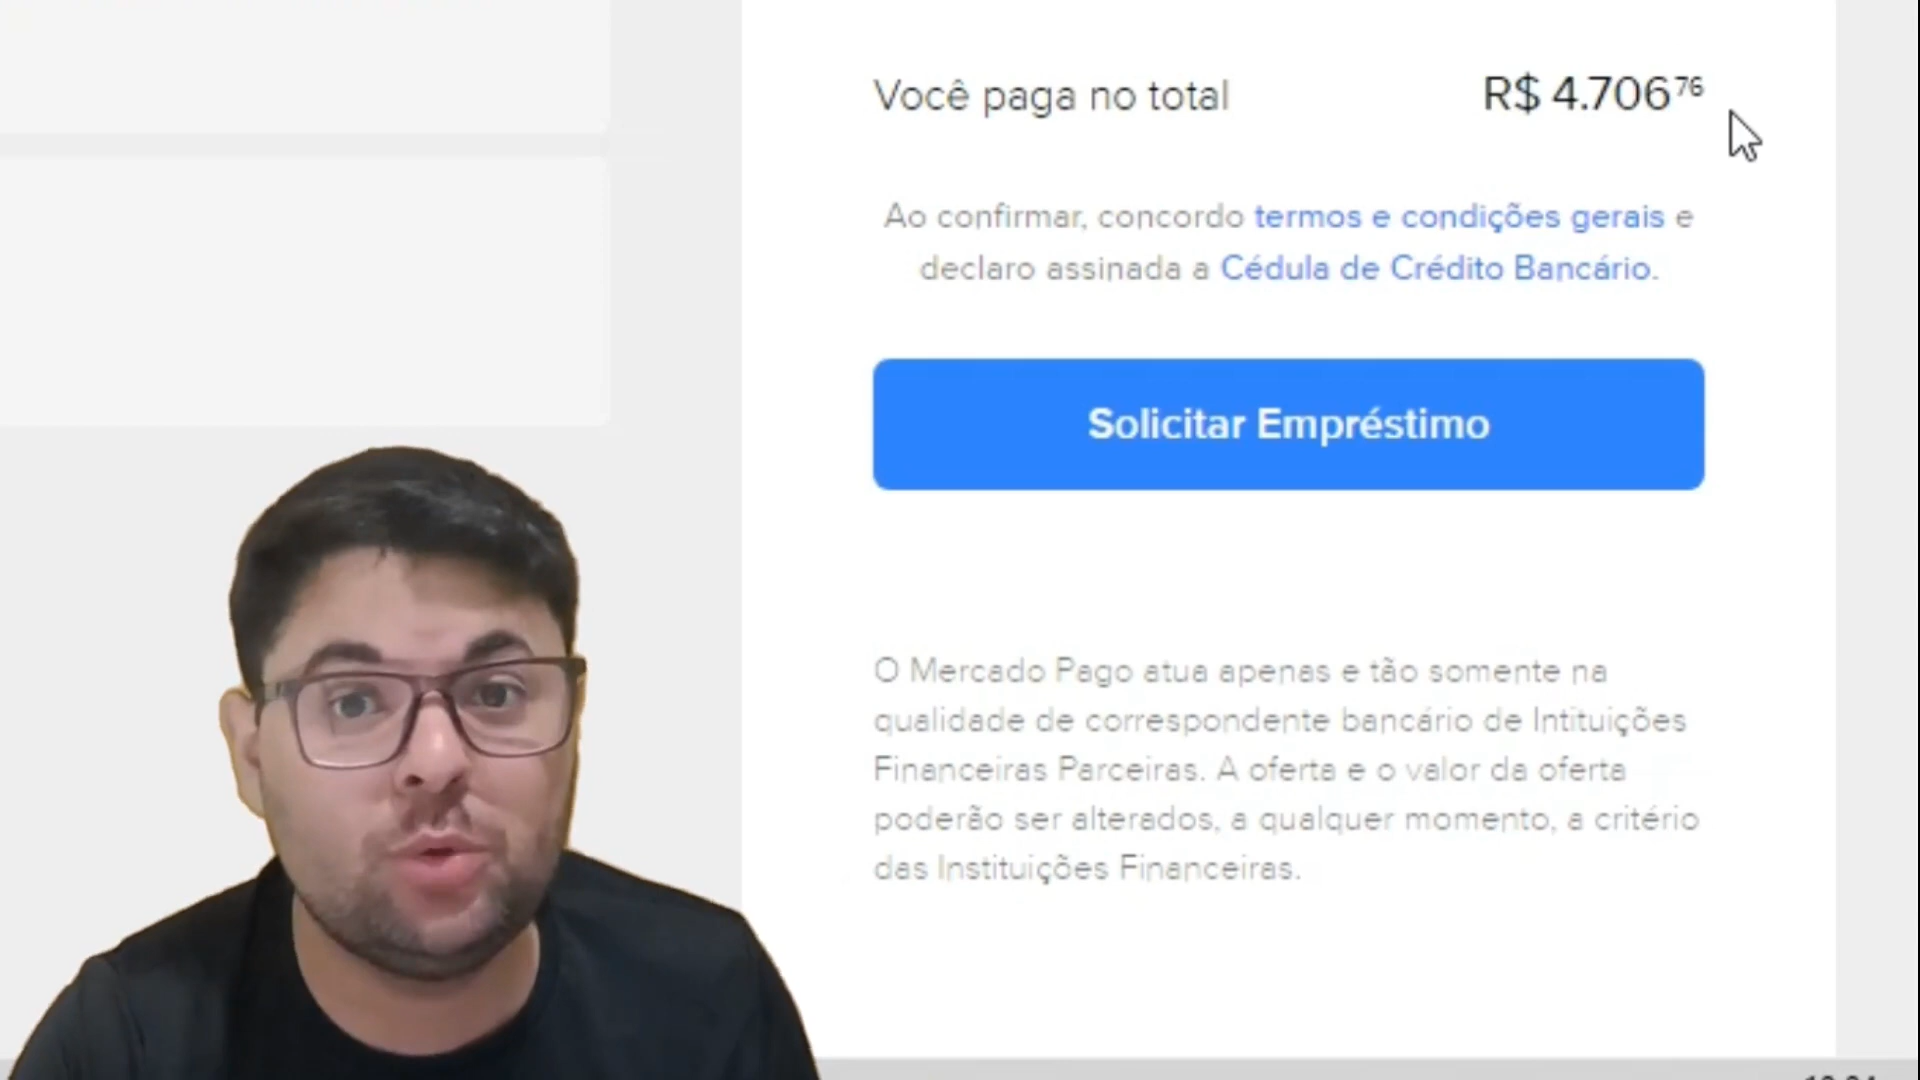 Você paga no total R$ 4.706⁷⁶
Ao confirmar, concordo termos e condições gerais e
declaro assinada a Cédula de Crédito Bancário.
Solicitar Empréstimo
O Mercado Pago atua apenas e tão somente na
qualidade de correspondente bancário de Intituições
Financeiras Parceiras. A oferta e o valor da oferta
poderão ser alterados, a qualquer momento, a critério
das Instituições Financeiras.